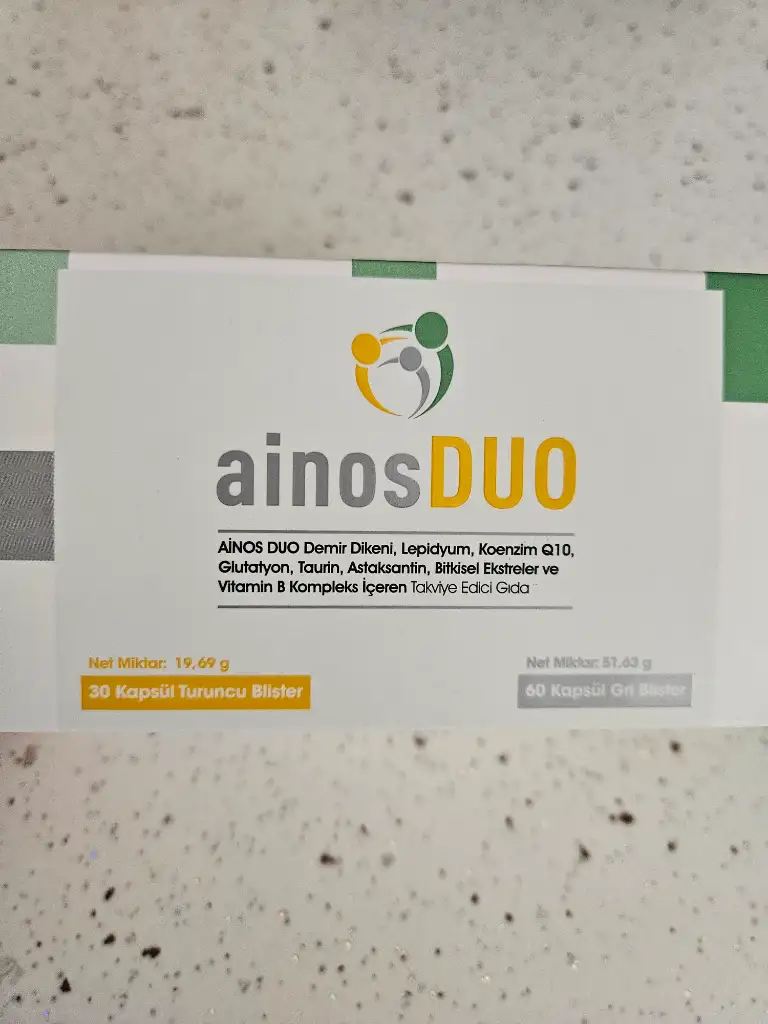 ainosDUO
AİNOS DUO Demir Dikeni, Lepidyum, Koenzim Q10,
Glutatyon, Taurin, Astaksantin, Bitkisel Ekstreler ve
Vitamin B Kompleks İçeren Takviye Edici Gıda
Net Miktar: 19,69 g
30 Kapsül Turuncu Blister
Net Miktar: 51,63 g
60 Kapsül Gri Blister